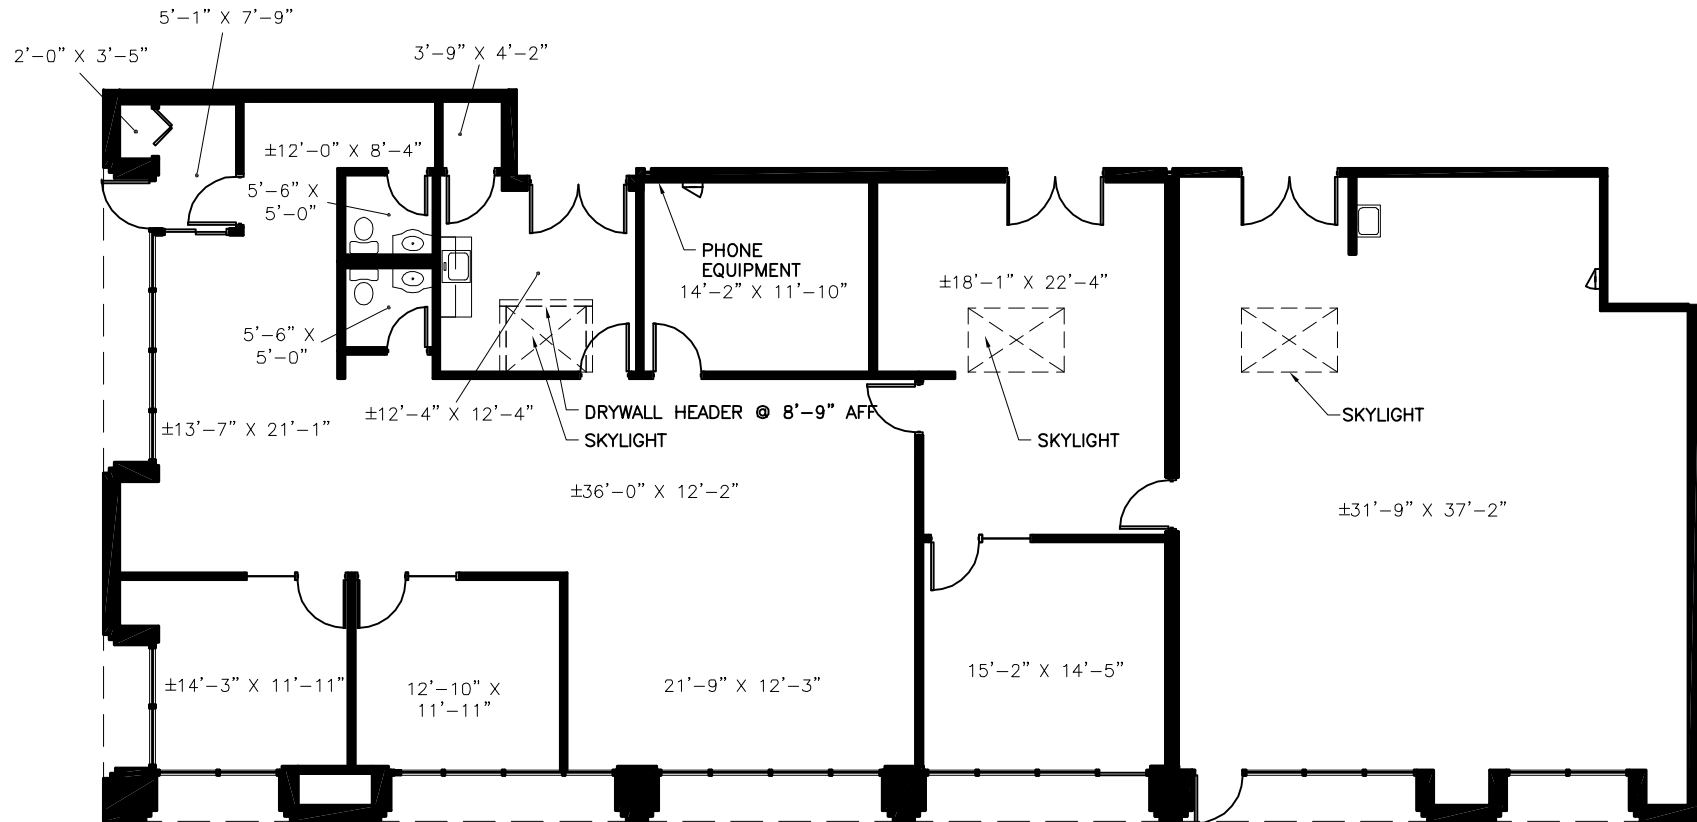 5'-1" X 7'-9"
2'-0" X 3'-5"
3'-9" X 4'-2"
±12'-0" X 8'-4"
5'-6" X
5'-0"
PHONE
EQUIPMENT
14'-2" X 11'-10"
±18'-1" X 22'-4"
5'-6" X
5'-0"
±12'-4" X 12'-4"
DRYWALL HEADER @ 8'-9" AFF
SKYLIGHT
SKYLIGHT
SKYLIGHT
±13'-7" X 21'-1"
±36'-0" X 12'-2"
±31'-9" X 37'-2"
±14'-3" X 11'-11"
12'-10" X
11'-11"
21'-9" X 12'-3"
15'-2" X 14'-5"